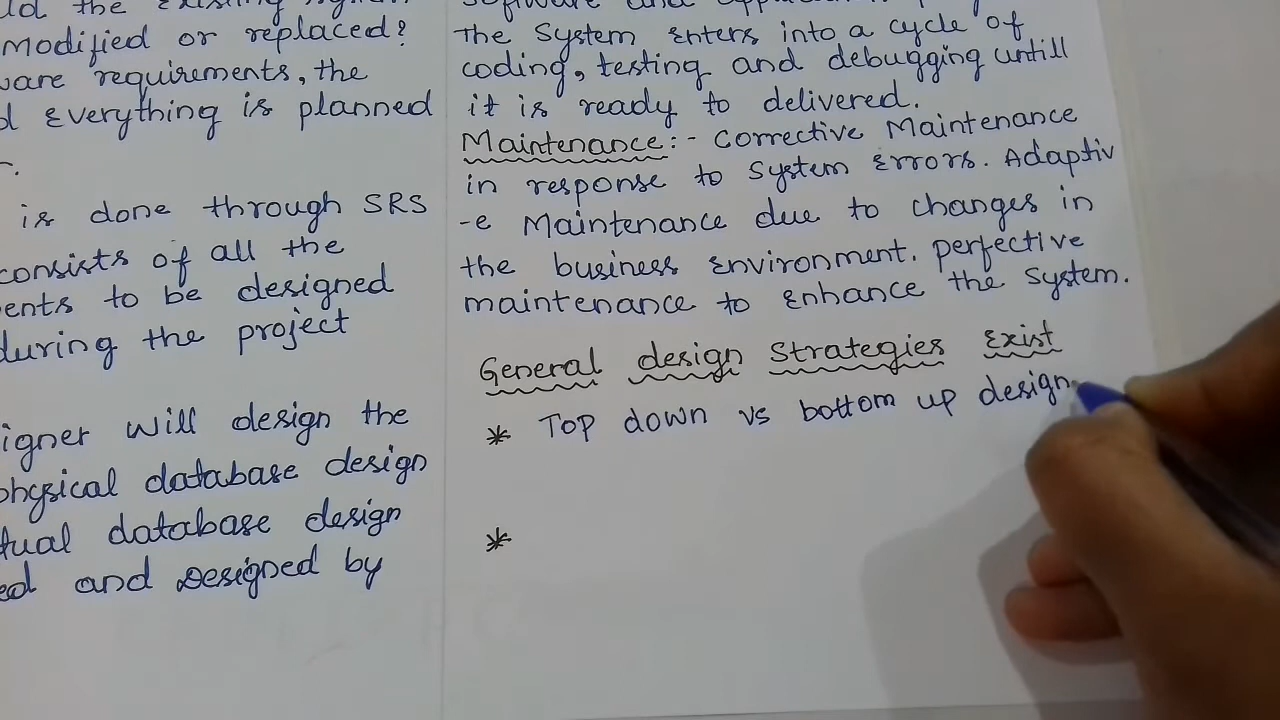 the existing
modified or replaced?
requirements, the
Everything is planned
is done through SRS
consists of all the
to be designed
during the project
will design the
physical database design
database design
and Designed by
software and
the System Enters into a cycle of
coding, testing and debugging untill
it is ready to delivered.
Maintenance:- Corrective Maintenance
in response to System Errors. Adaptiv
-e Maintenance due to changes in
the business Environment. perfective
maintenance to Enhance the System.
General design Strategies Exist
* Top down vs bottom up design
*